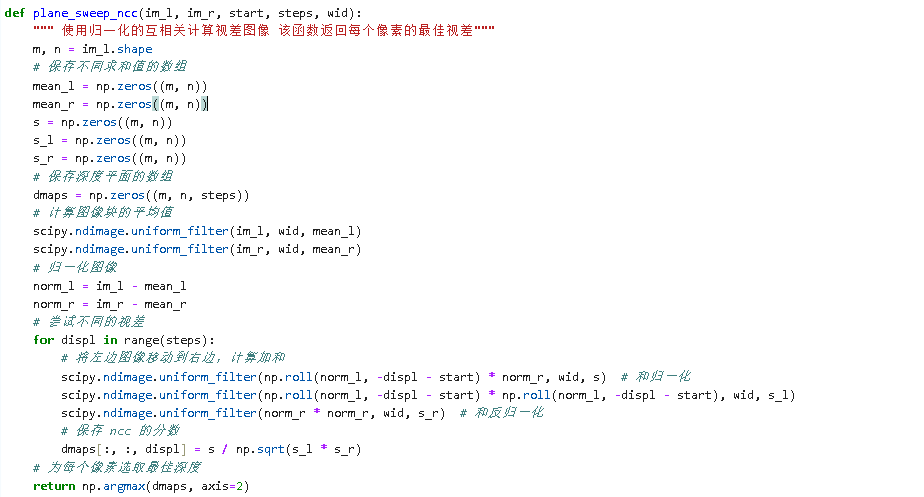 def plane_sweep_ncc(im_l, im_r, start, steps, wid):
    """ 使用归一化的互相关计算视差图像 该函数返回每个像素的最佳视差"""
    m, n = im_l.shape
    # 保存不同求和值的数组
    mean_l = np.zeros((m, n))
    mean_r = np.zeros((m, n))
    s = np.zeros((m, n))
    s_l = np.zeros((m, n))
    s_r = np.zeros((m, n))
    # 保存深度平面的数组
    dmaps = np.zeros((m, n, steps))
    # 计算图像块的平均值
    scipy.ndimage.uniform_filter(im_l, wid, mean_l)
    scipy.ndimage.uniform_filter(im_r, wid, mean_r)
    # 归一化图像
    norm_l = im_l - mean_l
    norm_r = im_r - mean_r
    # 尝试不同的视差
    for displ in range(steps):
        # 将左边图像移动到右边，计算加和
        scipy.ndimage.uniform_filter(np.roll(norm_l, -displ - start) * norm_r, wid, s)  # 和归一化
        scipy.ndimage.uniform_filter(np.roll(norm_l, -displ - start) * np.roll(norm_l, -displ - start), wid, s_l)
        scipy.ndimage.uniform_filter(norm_r * norm_r, wid, s_r)  # 和反归一化
        # 保存 ncc 的分数
        dmaps[:, :, displ] = s / np.sqrt(s_l * s_r)
    # 为每个像素选取最佳深度
    return np.argmax(dmaps, axis=2)